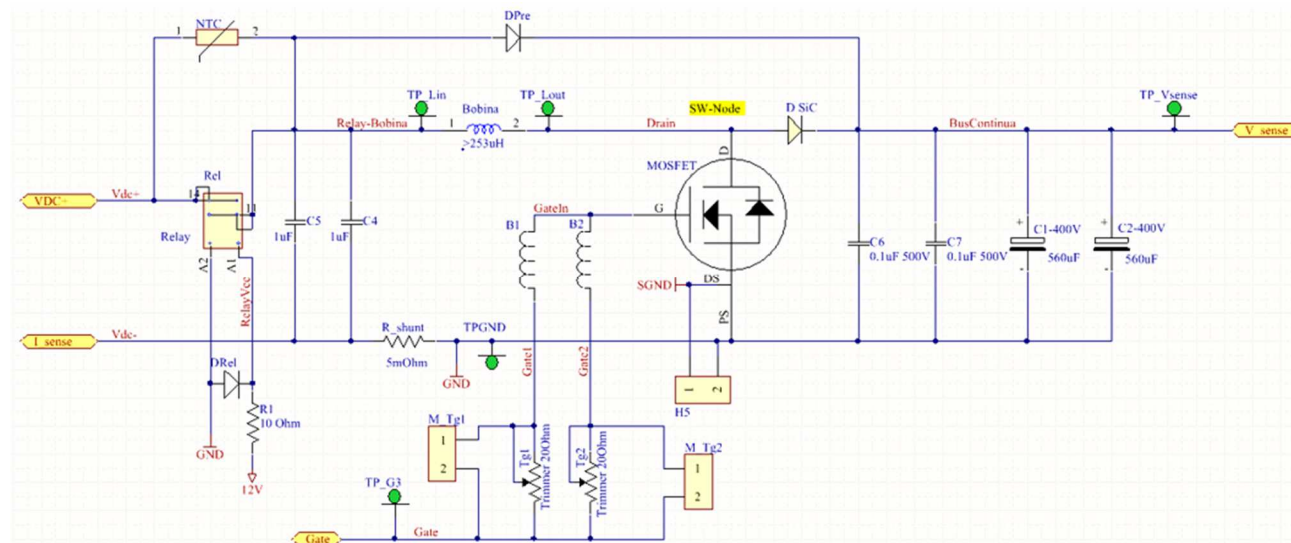 NTC
1
2
DPre
TP_Lin
Bobina
TP_Lout
SW-Node
D SiC
TP_Vsense
Relay-Bobina
1
2
Drain
BusContinua
V_sense
>253uH
D
MOSFET
Rel
14
VDC+
Vdc+
11
GateIn
G
Relay
C5
1uF
C4
1uF
B1
B2
C6
0.1uF 500V
C7
0.1uF 500V
+
C1-400V
560uF
-
+
C2-400V
560uF
-
A2
A1
SGND
DS
RelayVcc
PS
I_sense
Vdc-
R_shunt
5mOhm
TPGND
GND
Gate1
Gate2
DRel
1
2
H5
R1
10 Ohm
GND
12V
M_Tg1
1
2
Tg1
Trimmer 20Ohm
Tg2
Trimmer 20Ohm
M_Tg2
1
2
TP_G3
Gate
Gate